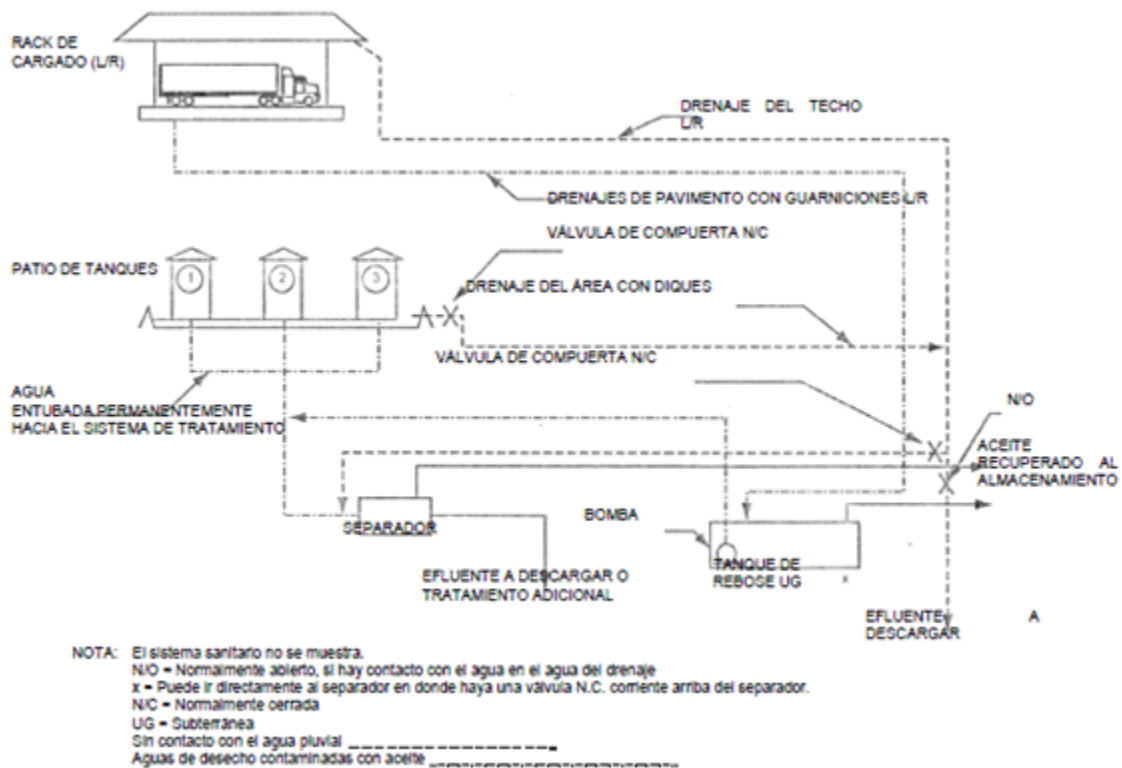 RACK DE
CARGADO (L/R)
DRENAJE DEL TECHO
L/R
DRENAJES DE PAVIMENTO CON GUARNICIONES L/R
VÁLVULA DE COMPUERTA N/C
PATIO DE TANQUES
1
2
3
DRENAJE DEL ÁREA CON DIQUES
VÁLVULA DE COMPUERTA N/C
AGUA
ENTUBADA PERMANENTEMENTE
HACIA EL SISTEMA DE TRATAMIENTO
N/O
ACEITE
RECUPERADO AL
ALMACENAMIENTO
SEPARADOR
BOMBA
TANQUE DE
REBOSE UG
x
EFLUENTE A DESCARGAR O
TRATAMIENTO ADICIONAL
EFLUENTE A
DESCARGAR
NOTA: El sistema sanitario no se muestra.
N/O = Normalmente abierto, si hay contacto con el agua en el agua del drenaje
x = Puede ir directamente al separador en donde haya una válvula N.C. corriente arriba del separador.
N/C = Normalmente cerrada
UG = Subterránea
Sin contacto con el agua pluvial
Aguas de desecho contaminadas con aceite